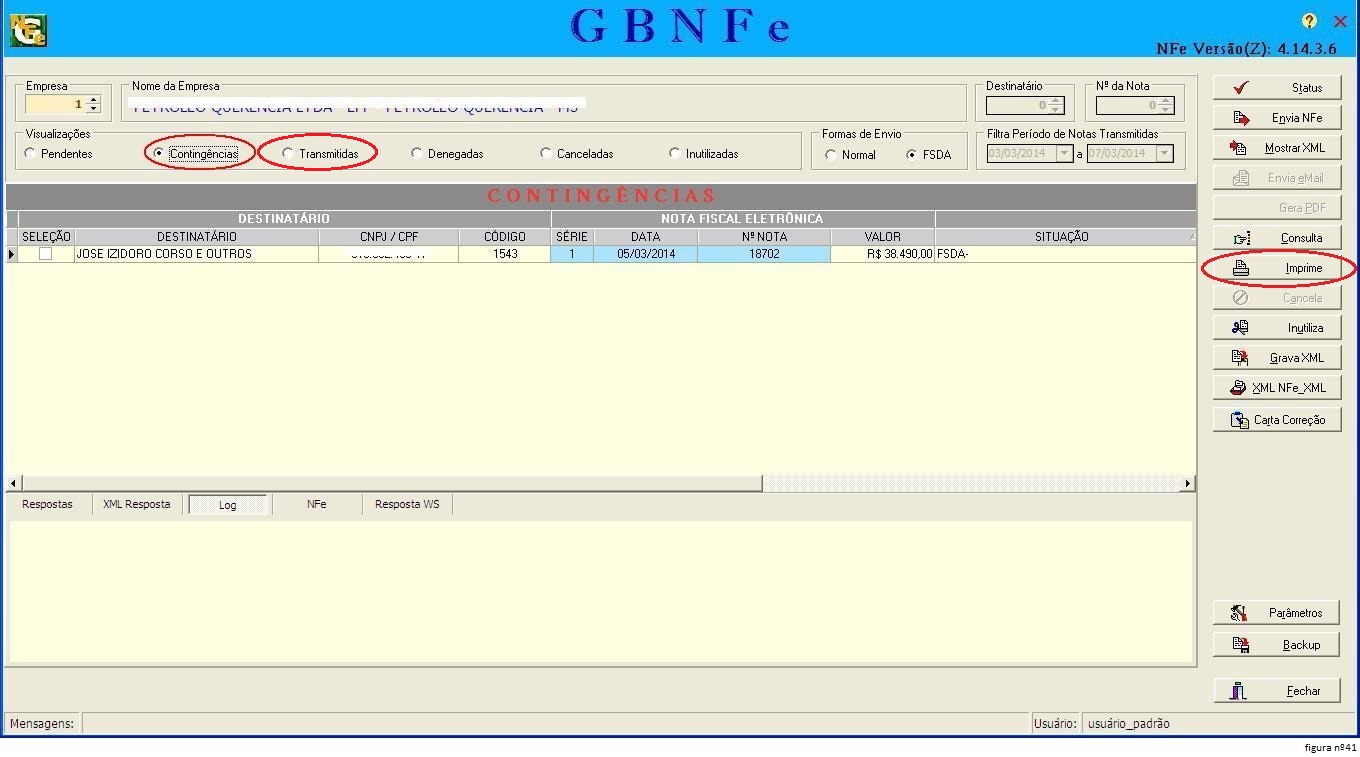 G B N F e
NFe Versão(Z): 4.14.3.6
Empresa
1
Nome da Empresa
Destinatário
0
Nº da Nota
0
Visualizações
Pendentes
Contingências
Transmitidas
Denegadas
Canceladas
Inutilizadas
Formas de Envio
Normal
FSDA
Filtra Período de Notas Transmitidas
03/03/2014 a 07/03/2014
CONTINGÊNCIAS
DESTINATÁRIO NOTA FISCAL ELETRÔNICA
SELEÇÃO DESTINATÁRIO CNPJ / CPF CÓDIGO SÉRIE DATA Nº NOTA VALOR SITUAÇÃO
JOSE IZIDORO CORSO E OUTROS 1543 1 05/03/2014 18702 R$ 38.490,00 FSDA-
Respostas
XML Resposta
Log
NFe
Resposta WS
Status
Envia NFe
Mostrar XML
Envia eMail
Gera PDF
Consulta
Imprime
Cancela
Inutiliza
Grava XML
XML NFe_XML
Carta Correção
Parâmetros
Backup
Fechar
Mensagens:
Usuário: usuário_padrão
figura nº41